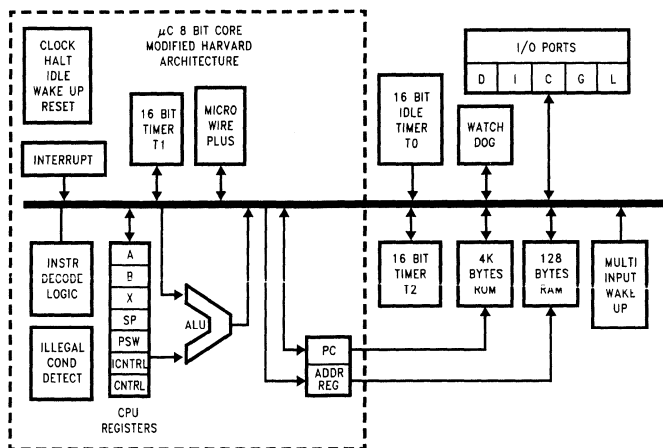 μC 8 BIT CORE
MODIFIED HARVARD
ARCHITECTURE
CLOCK
HALT
IDLE
WAKE UP
RESET
INTERRUPT
16 BIT
TIMER
T1
MICRO
WIRE
PLUS
16 BIT
IDLE
TIMER
T0
WATCH
DOG
I/O PORTS
D I C G L
INSTR
DECODE
LOGIC
ILLEGAL
COND
DETECT
A
B
X
SP
PSW
ICNTRL
CNTRL
CPU
REGISTERS
ALU
PC
ADDR
REG
16 BIT
TIMER
T2
4K
BYTES
ROM
128
BYTES
RAM
MULTI
INPUT
WAKE
UP